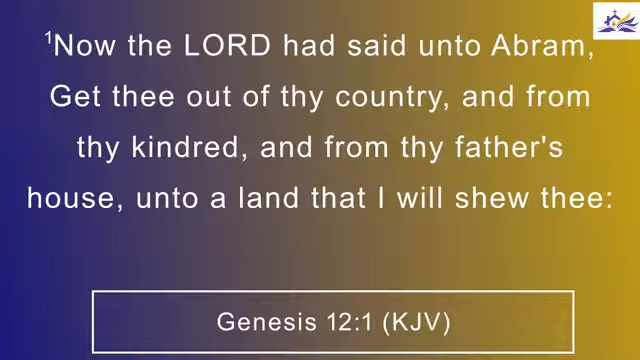 ¹Now the LORD had said unto Abram,
Get thee out of thy country, and from
thy kindred, and from thy father's
house, unto a land that I will shew thee:
Genesis 12:1 (KJV)